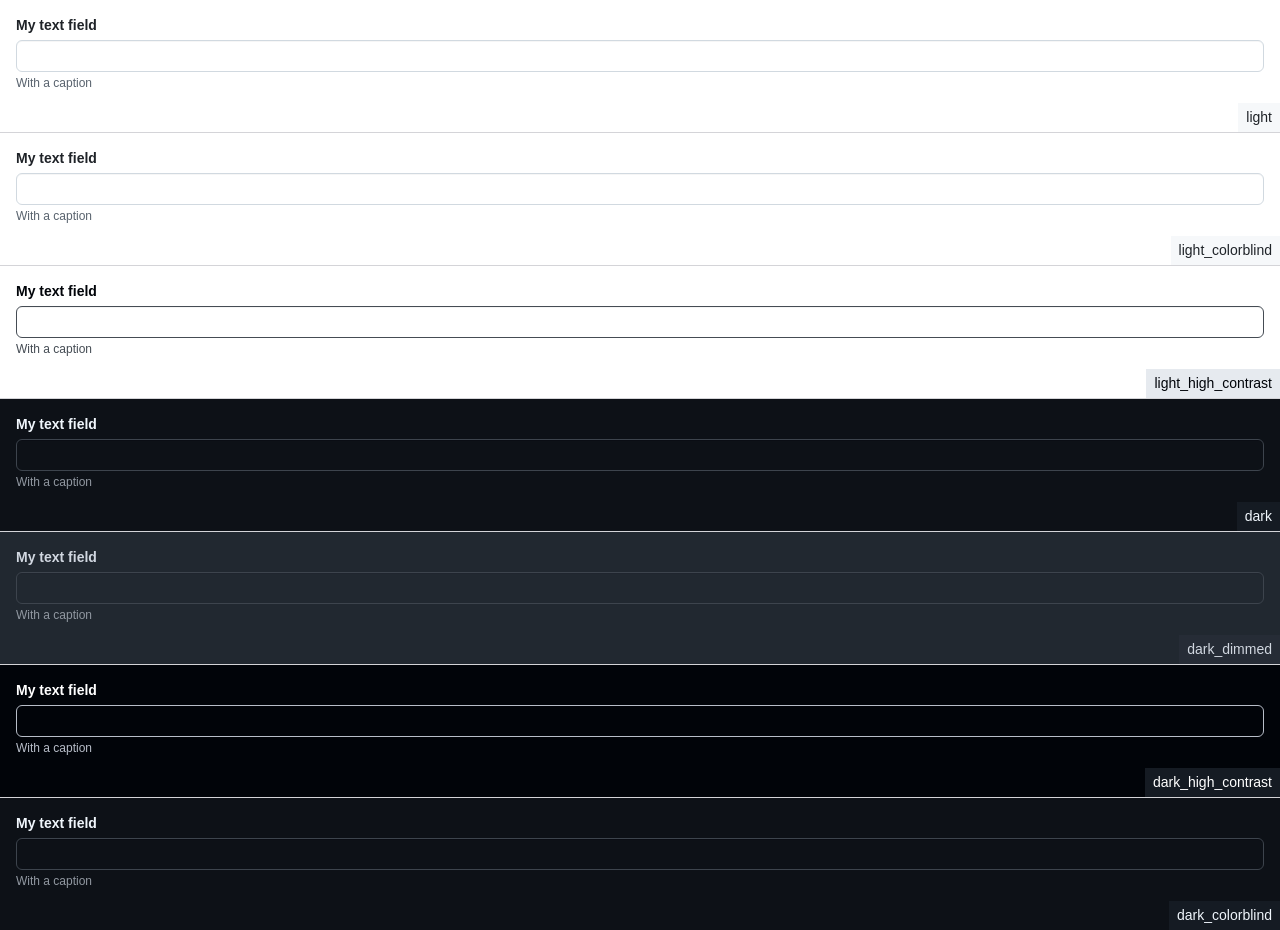 My text field
With a caption
light
My text field
With a caption
light_colorblind
My text field
With a caption
light_high_contrast
My text field
With a caption
dark
My text field
With a caption
dark_dimmed
My text field
With a caption
dark_high_contrast
My text field
With a caption
dark_colorblind